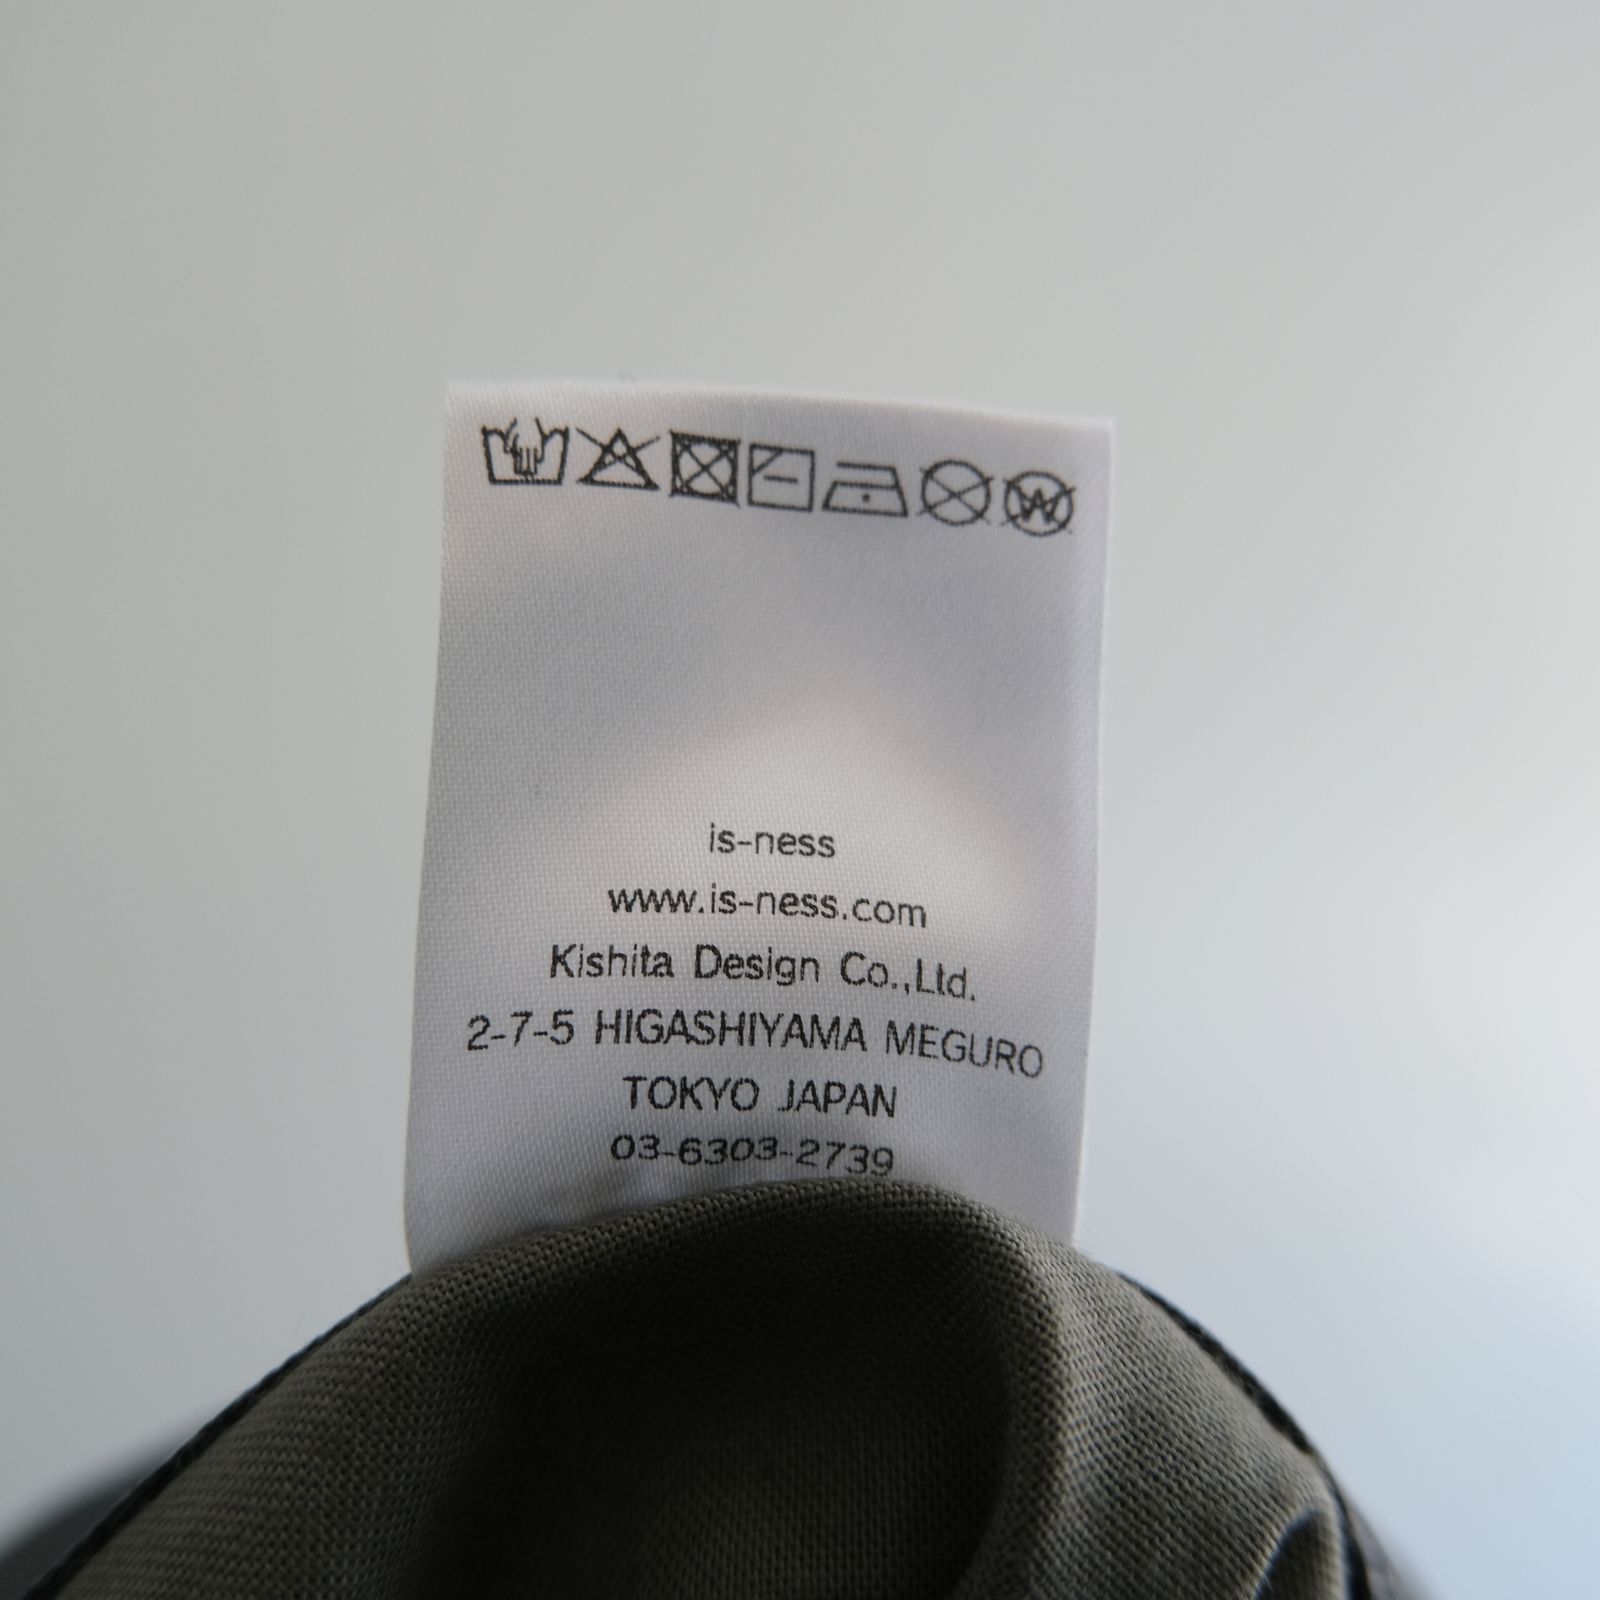 is-ness
www.is-ness.com
Kishita Design Co.,Ltd.
2-7-5 HIGASHIYAMA MEGURO
TOKYO JAPAN
03-6303-2739